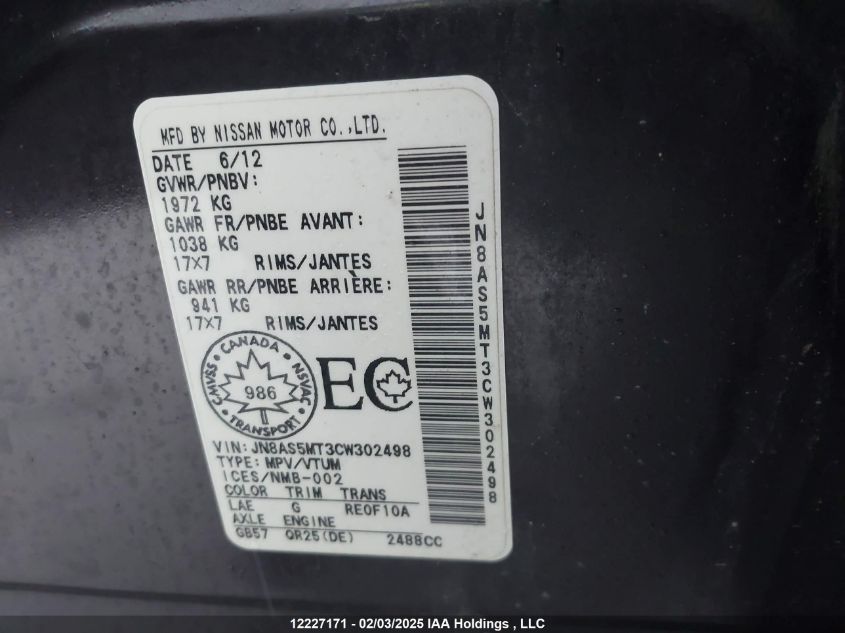 MFD BY NISSAN MOTOR CO.,LTD.
DATE 6/12
GVWR/PNBV:
1972 KG
GAWR FR/PNBE AVANT:
1038 KG
17X7 RIMS/JANTES
GAWR RR/PNBE ARRIÈRE:
941 KG
17X7 RIMS/JANTES
CANADA
CMVSS NSVAC
986
TRANSPORT
EC
VIN:JN8AS5MT3CW302498
TYPE:MPV/VTUM
ICES/NMB-002
COLOR TRIM TRANS
LAE G RE0F10A
AXLE ENGINE
GB57 QR25(DE) 2488CC
JN8AS5MT3CW302498
12227171 - 02/03/2025 IAA Holdings , LLC